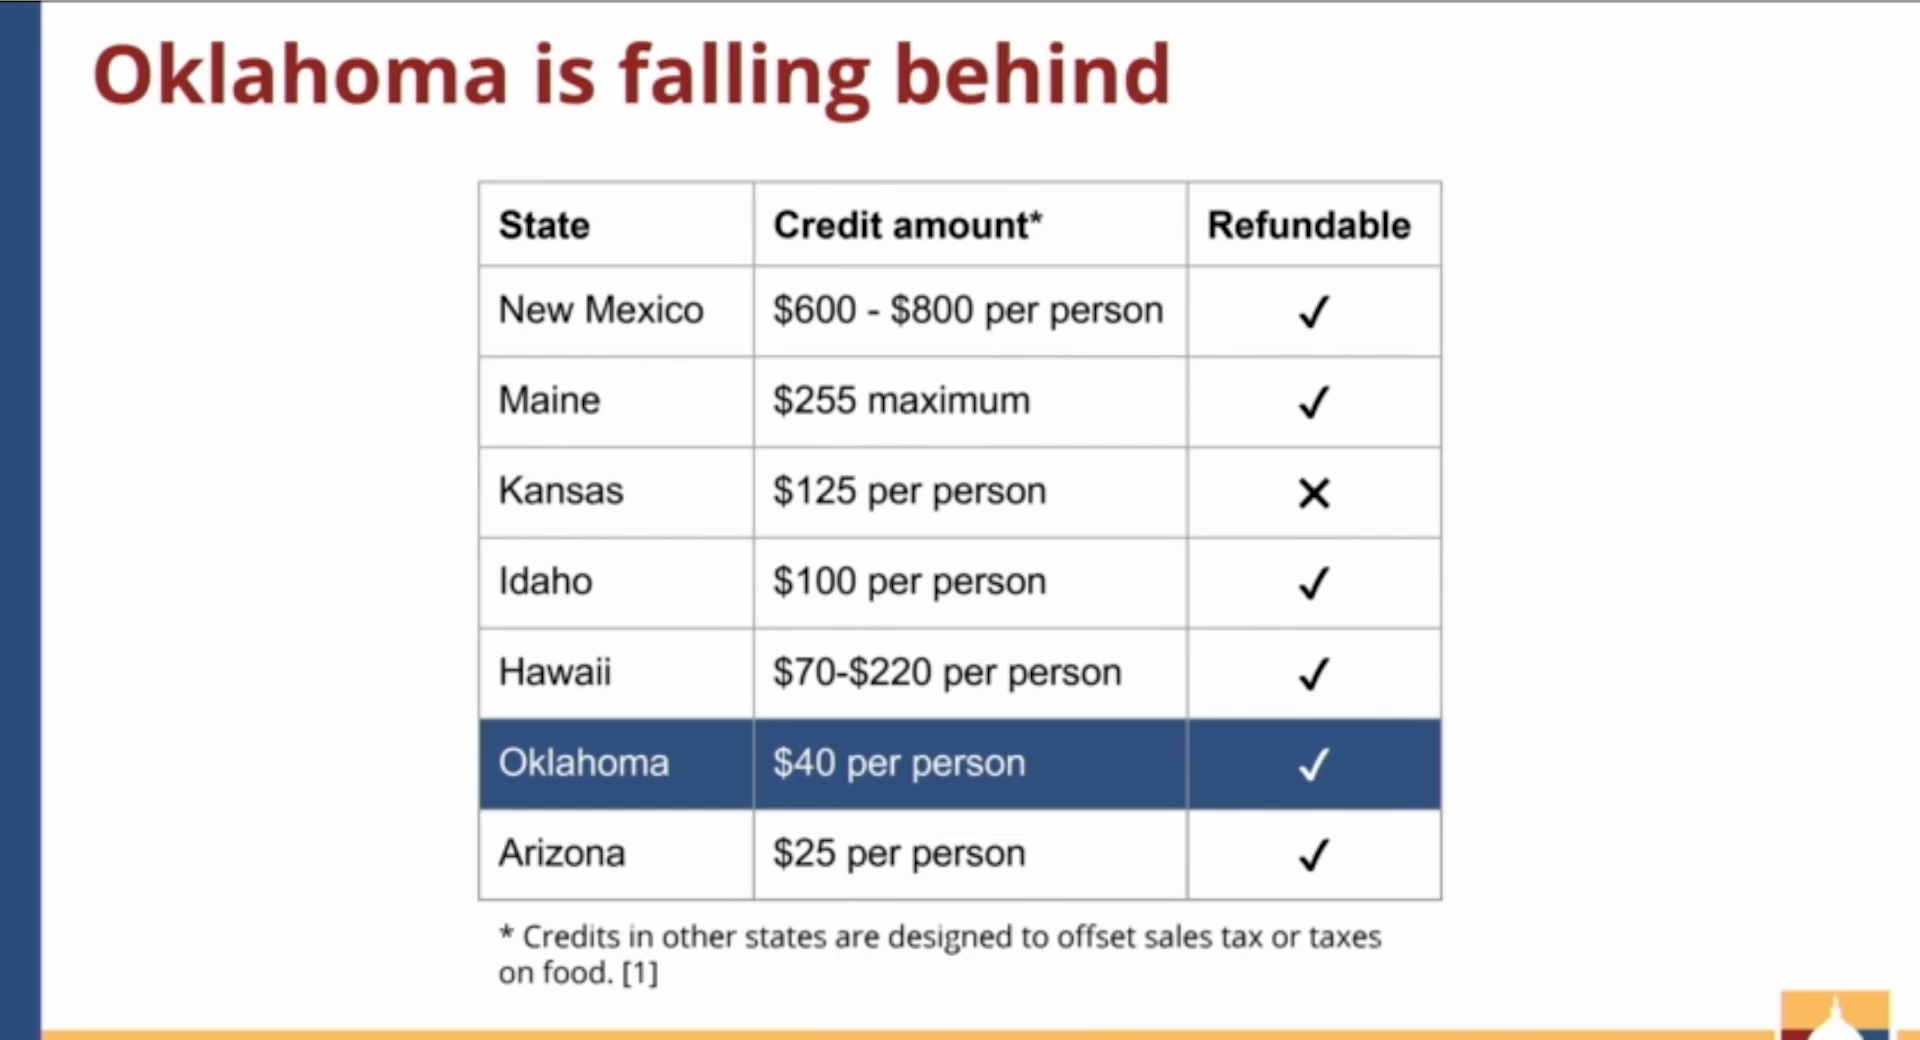 Oklahoma is falling behind
State Credit amount* Refundable
New Mexico $600 - $800 per person ✓
Maine $255 maximum ✓
Kansas $125 per person ✕
Idaho $100 per person ✓
Hawaii $70-$220 per person ✓
Oklahoma $40 per person ✓
Arizona $25 per person ✓
* Credits in other states are designed to offset sales tax or taxes
on food. [1]